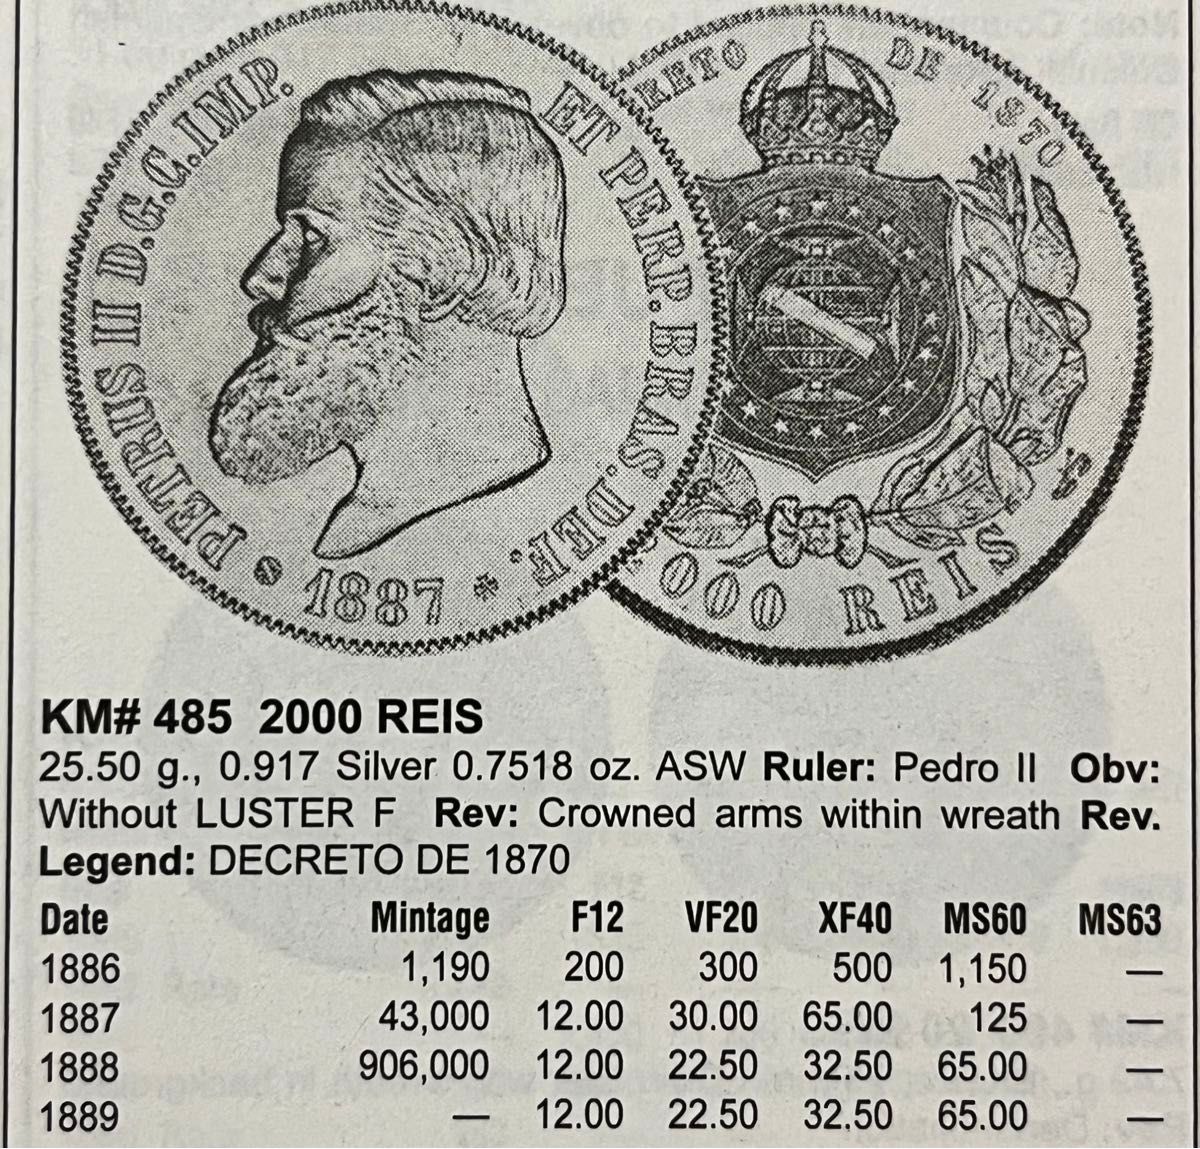 PETRUS II D.G.C.IMP. ET PERP. BRAS. DEF.
1887
DE 1870
000 REIS
KM# 485 2000 REIS
25.50 g., 0.917 Silver 0.7518 oz. ASW Ruler: Pedro II Obv:
Without LUSTER F Rev: Crowned arms within wreath Rev.
Legend: DECRETO DE 1870
Date Mintage F12 VF20 XF40 MS60 MS63
1886 1,190 200 300 500 1,150 —
1887 43,000 12.00 30.00 65.00 125 —
1888 906,000 12.00 22.50 32.50 65.00 —
1889 — 12.00 22.50 32.50 65.00 —